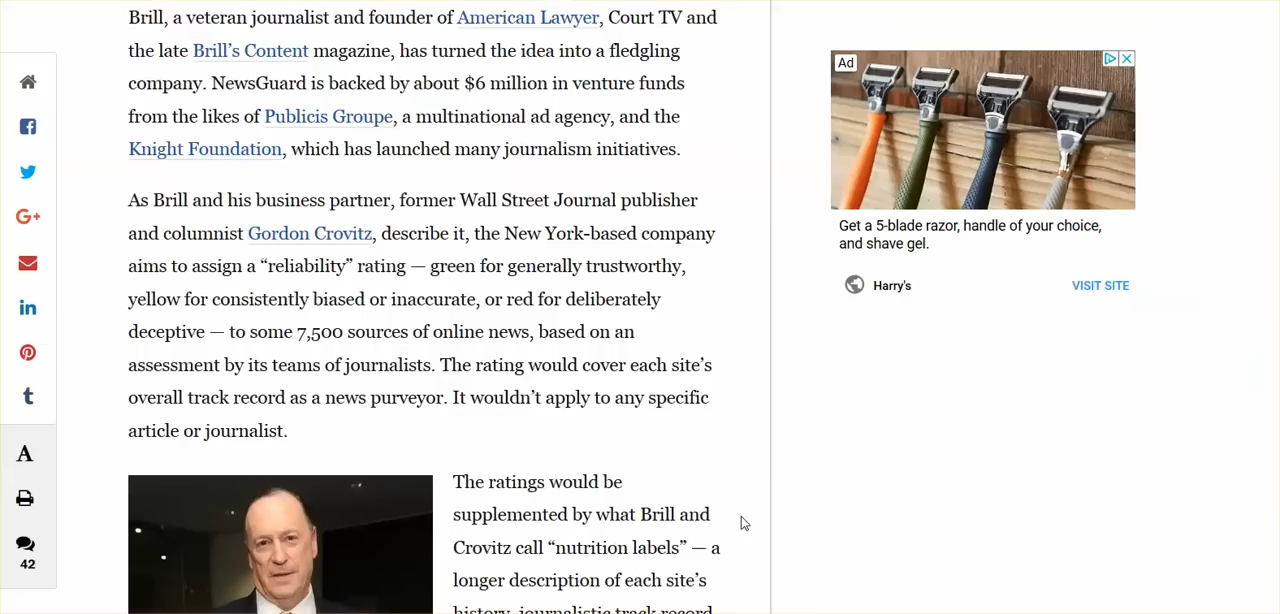 Brill, a veteran journalist and founder of American Lawyer, Court TV and
the late Brill’s Content magazine, has turned the idea into a fledgling
company. NewsGuard is backed by about $6 million in venture funds
from the likes of Publicis Groupe, a multinational ad agency, and the
Knight Foundation, which has launched many journalism initiatives.
As Brill and his business partner, former Wall Street Journal publisher
and columnist Gordon Crovitz, describe it, the New York-based company
aims to assign a “reliability” rating — green for generally trustworthy,
yellow for consistently biased or inaccurate, or red for deliberately
deceptive — to some 7,500 sources of online news, based on an
assessment by its teams of journalists. The rating would cover each site’s
overall track record as a news purveyor. It wouldn’t apply to any specific
article or journalist.
The ratings would be
supplemented by what Brill and
Crovitz call “nutrition labels” — a
longer description of each site’s
history, journalistic track record
Ad
Get a 5-blade razor, handle of your choice,
and shave gel.
Harry's
VISIT SITE
G+
in
t
A
42